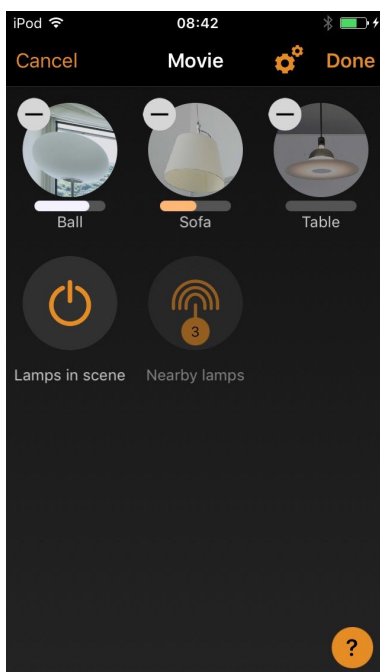 iPod 08:42
Cancel Movie Done
Ball Sofa Table
3
Lamps in scene Nearby lamps
?